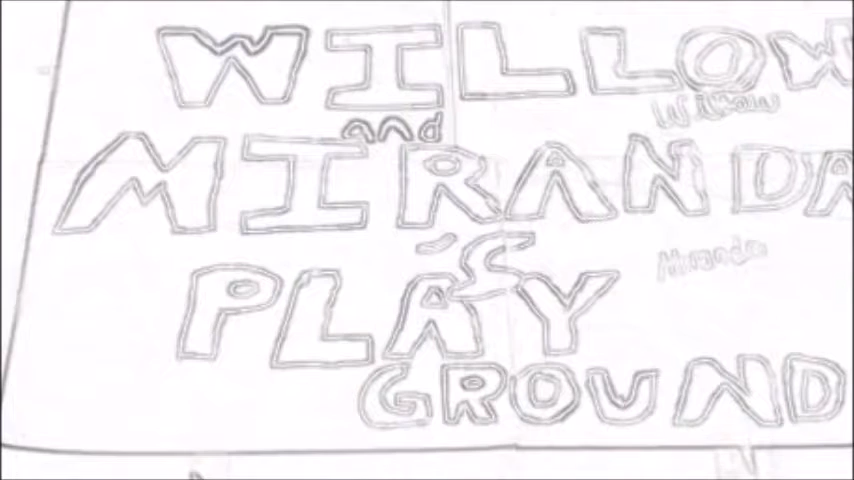 WILLOW
Willow
and
MIRANDA
'S
Miranda
PLAY
GROUND